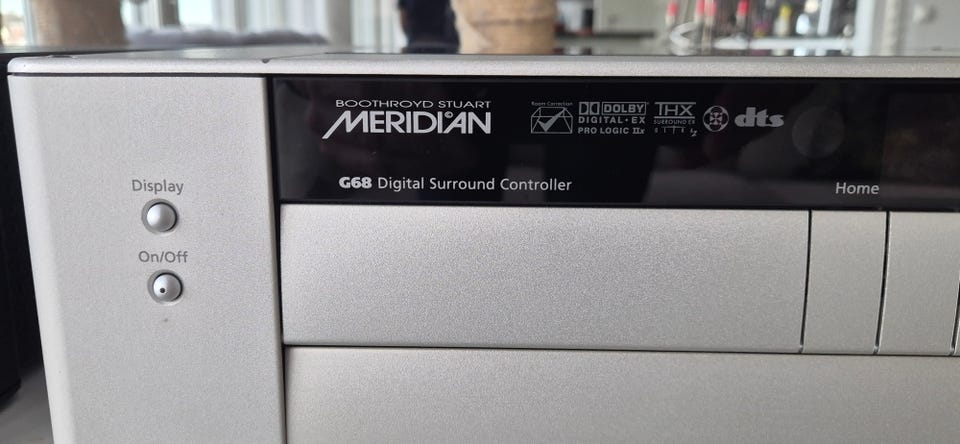 BOOTHROYD STUART
MERIDIAN
Room Correction
DOLBY
DIGITAL·EX
PRO LOGIC IIx
THX
SURROUND EX
dts
G68 Digital Surround Controller
Home
Display
On/Off